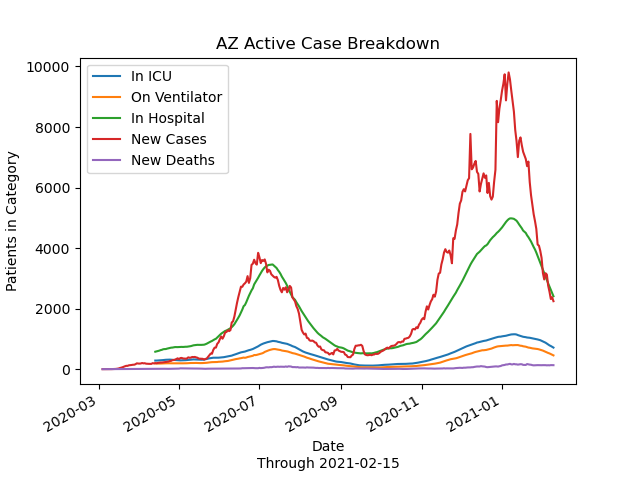 AZ Active Case Breakdown
In ICU
On Ventilator
In Hospital
New Cases
New Deaths
Patients in Category
10000
8000
6000
4000
2000
0
2020-03
2020-05
2020-07
2020-09
2020-11
2021-01
Date
Through 2021-02-15